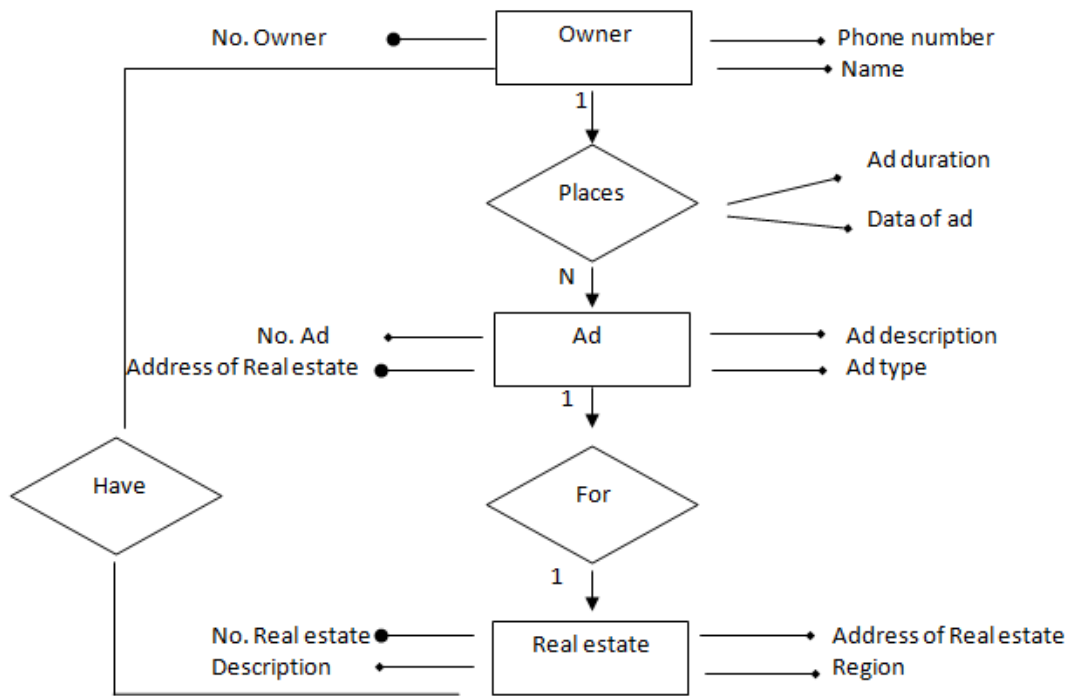 No. Owner
Owner
Phone number
Name
1
Places
Ad duration
Data of ad
N
No. Ad
Ad
Ad description
Address of Real estate
Ad type
1
Have
For
1
No. Real estate
Real estate
Address of Real estate
Description
Region